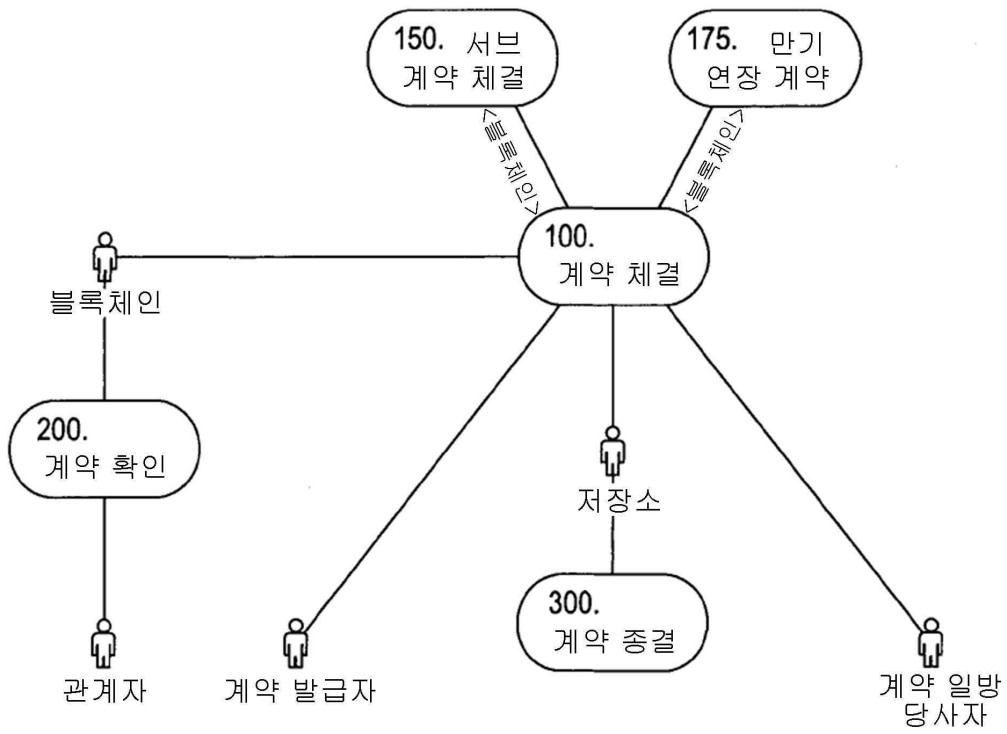 150. 서브
계약 체결
175. 만기
연장 계약
<블록체인>
<블록체인>
100.
계약 체결
블록체인
200.
계약 확인
저장소
300.
계약 종결
관계자
계약 발급자
계약 일방
당사자